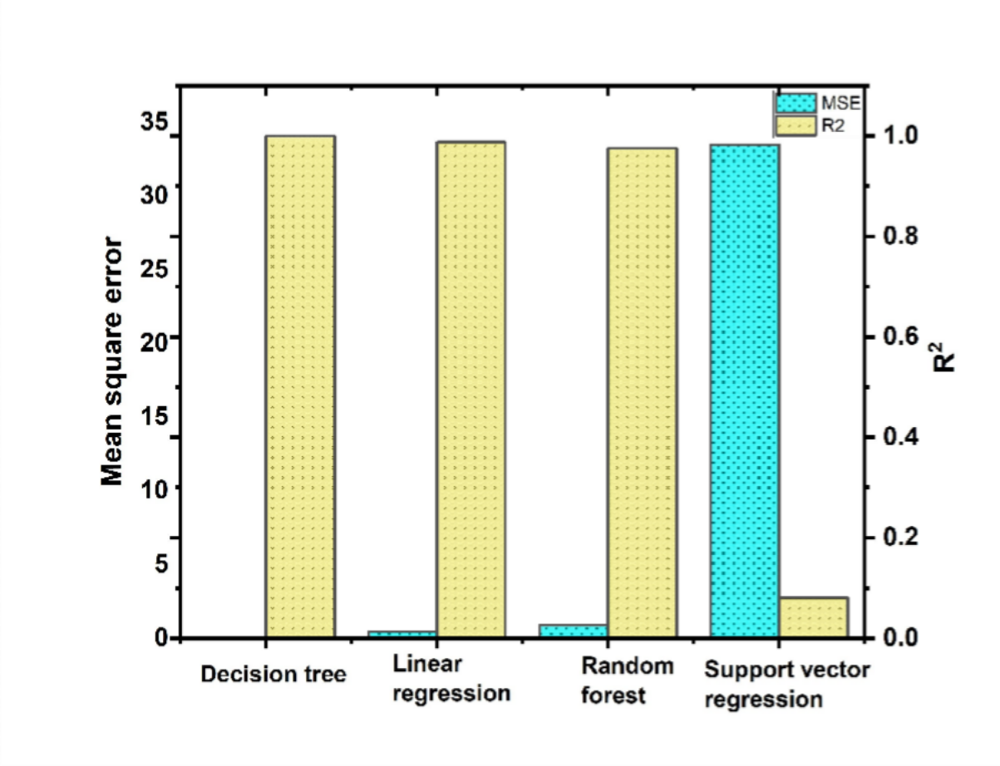 MSE
R2
35
30
25
20
15
10
5
0
Mean square error
1.0
0.8
0.6
0.4
0.2
0.0
R²
Decision tree
Linear
regression
Random
forest
Support vector
regression